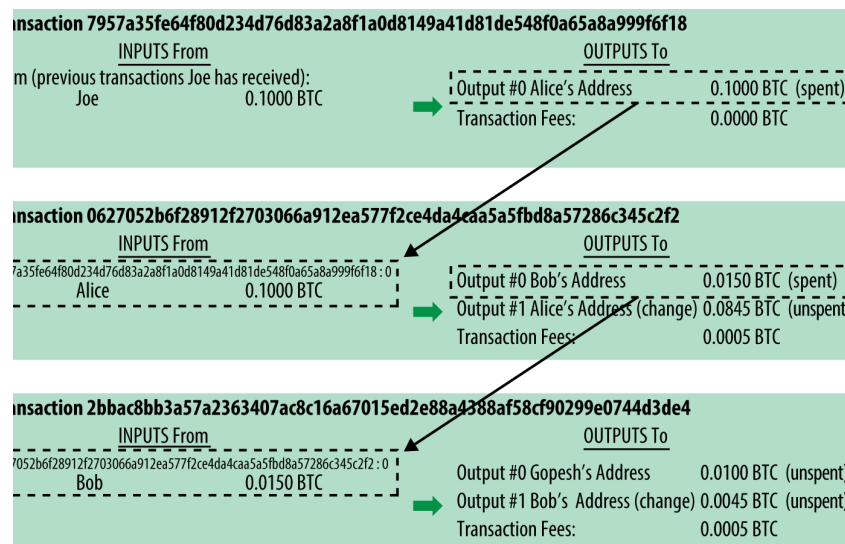 nsaction 7957a35fe64f80d234d76d83a2a8f1a0d8149a41d81de548f0a65a8a999f6f18
INPUTS From
OUTPUTS To
m (previous transactions Joe has received):
Joe 0.1000 BTC
Output #0 Alice's Address 0.1000 BTC (spent)
Transaction Fees: 0.0000 BTC
nsaction 0627052b6f28912f2703066a912ea577f2ce4da4caa5a5fbd8a57286c345c2f2
INPUTS From
OUTPUTS To
7a35fe64f80d234d76d83a2a8f1a0d8149a41d81de548f0a65a8a999f6f18 : 0
Alice 0.1000 BTC
Output #0 Bob's Address 0.0150 BTC (spent)
Output #1 Alice's Address (change) 0.0845 BTC (unspent
Transaction Fees: 0.0005 BTC
nsaction 2bbac8bb3a57a2363407ac8c16a67015ed2e88a4388af58cf90299e0744d3de4
INPUTS From
OUTPUTS To
7052b6f28912f2703066a912ea577f2ce4da4caa5a5fbd8a57286c345c2f2 : 0
Bob 0.0150 BTC
Output #0 Gopesh's Address 0.0100 BTC (unspent)
Output #1 Bob's Address (change) 0.0045 BTC (unspent)
Transaction Fees: 0.0005 BTC